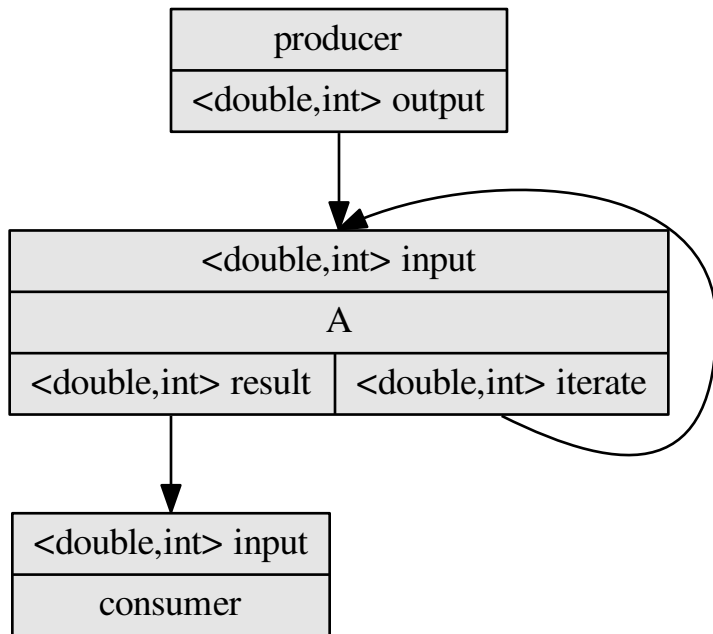 producer
<double,int> output
<double,int> input
A
<double,int> result
<double,int> iterate
<double,int> input
consumer